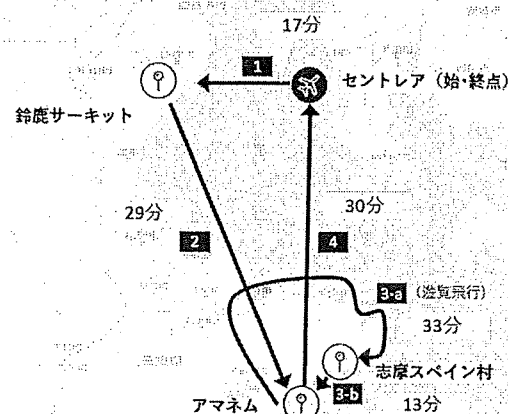 17分
1
セントレア（始・終点）
鈴鹿サーキット
29分
30分
2
4
3-a （遊覧飛行）
33分
志摩スペイン村
3-b
アマネム
13分